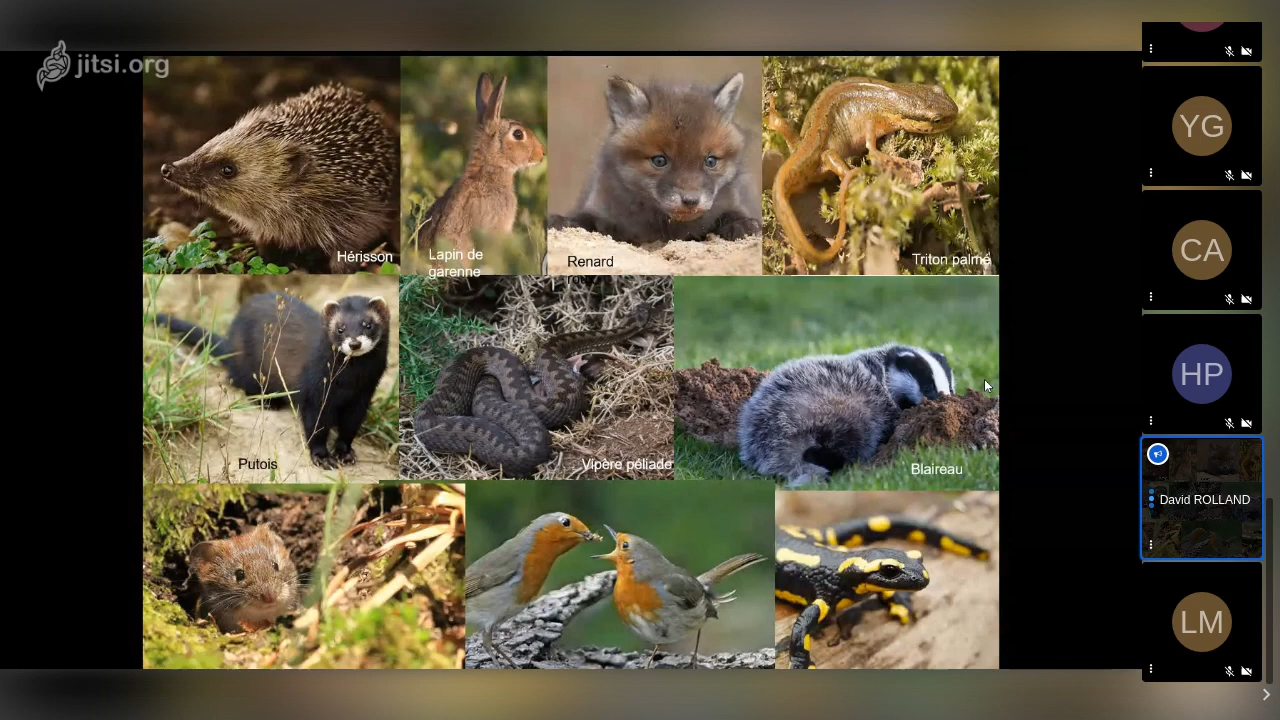 jitsi.org
Hérisson
Lapin de
garenne
Renard
Triton palmé
Putois
Vipère péliade
Blaireau
YG
CA
HP
David ROLLAND
LM